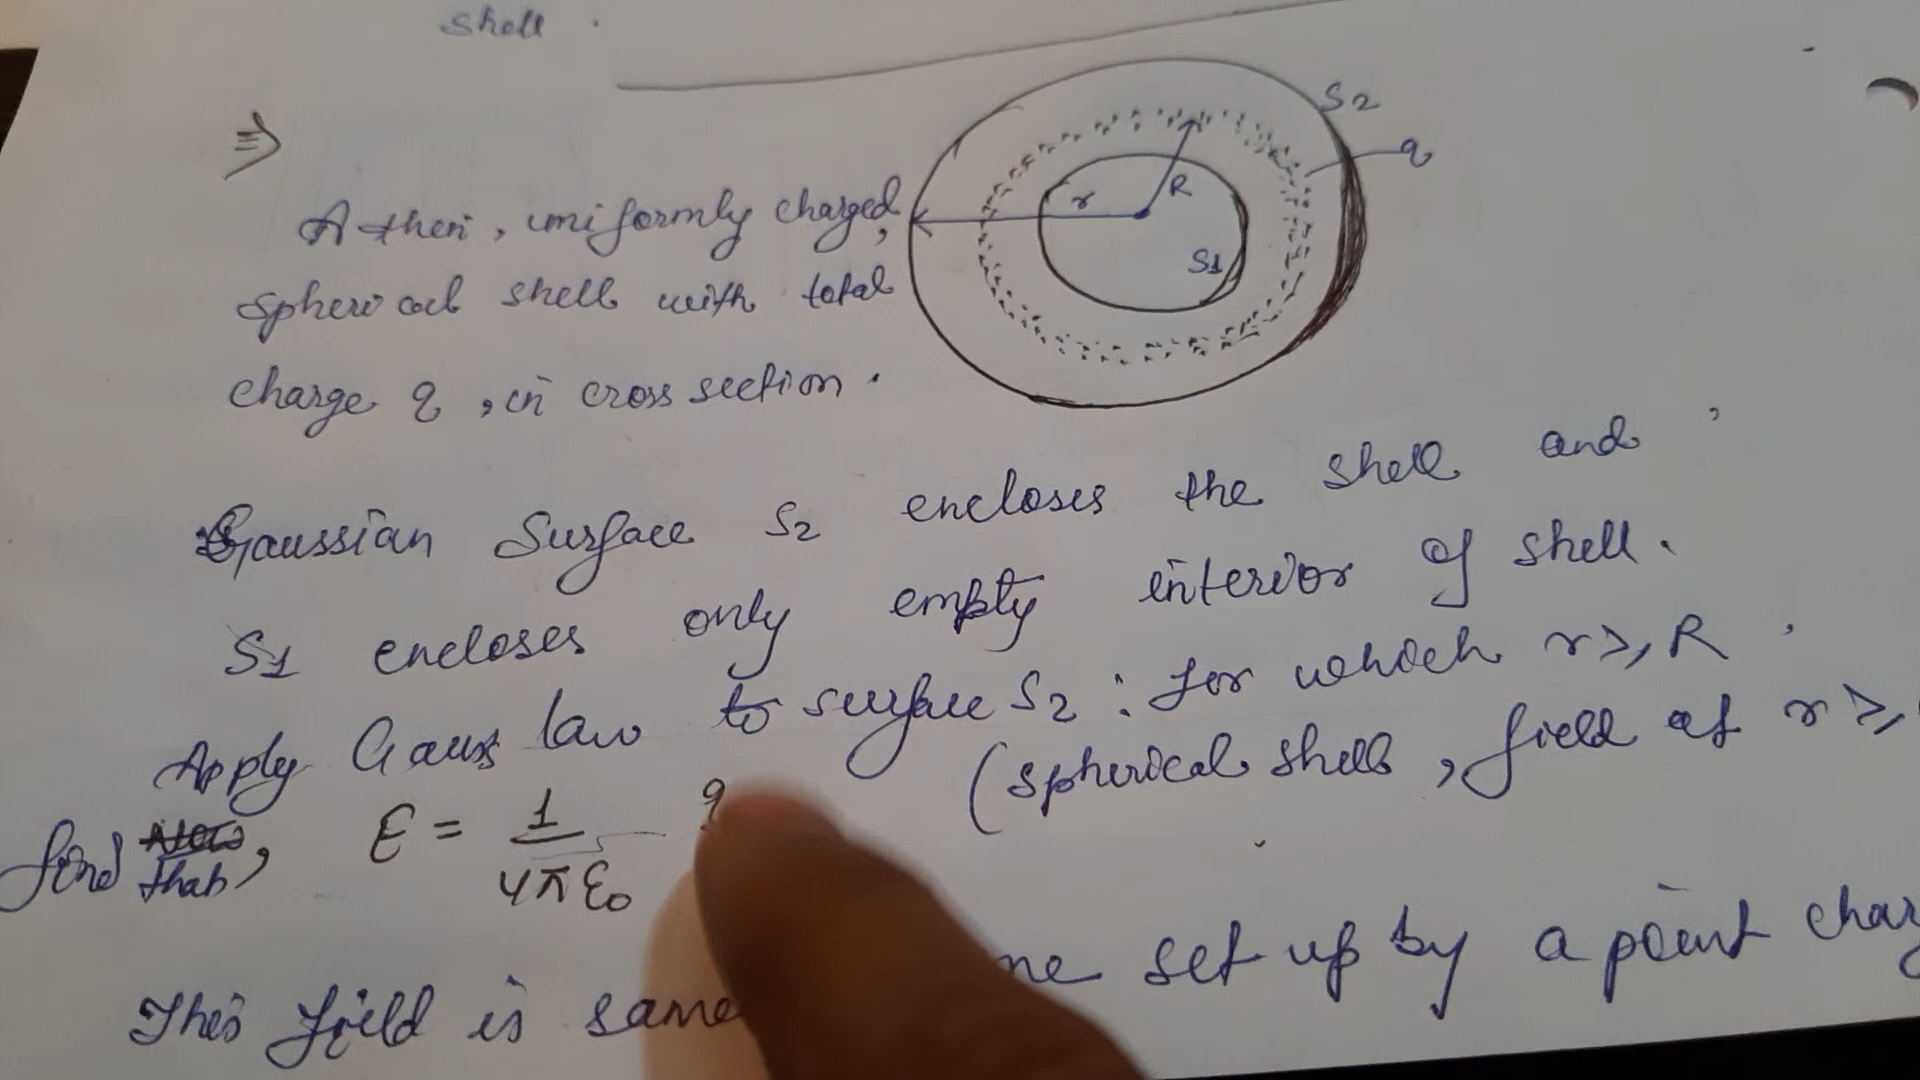 shell.
⇒
S2
q
R
r
S1
A thin, uniformly charged,
spherical shell with total
charge q, in cross section.
Gaussian Surface S2 encloses the shell and
S1 encloses only empty interior of shell.
Apply Gauss law to surface S2: for which r ≥ R
(spherical shell, field at r ≥
find that, E = 1/4πε0 q
This field is same set up by a point